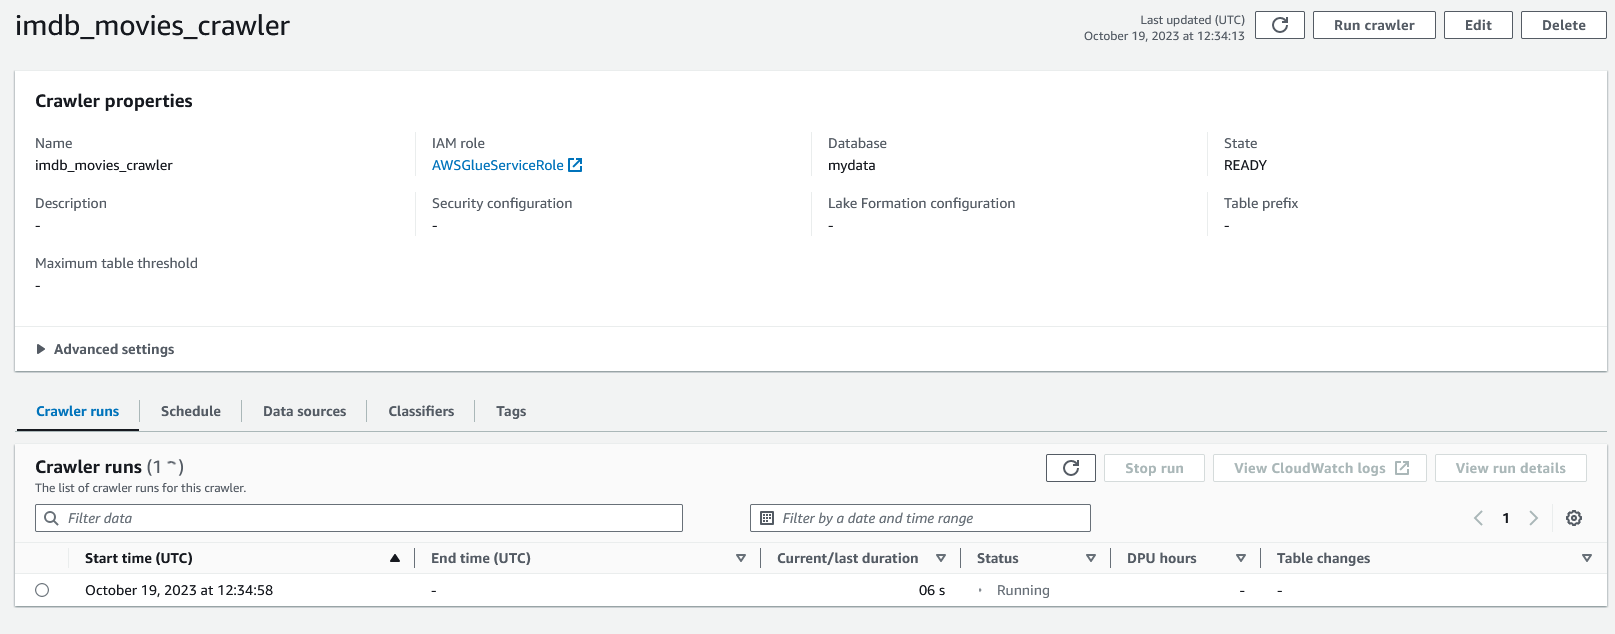 imdb_movies_crawler
Last updated (UTC)
October 19, 2023 at 12:34:13
Run crawler
Edit
Delete
Crawler properties
Name
imdb_movies_crawler
IAM role
AWSGlueServiceRole
Database
mydata
State
READY
Description
-
Security configuration
-
Lake Formation configuration
-
Table prefix
-
Maximum table threshold
-
Advanced settings
Crawler runs
Schedule
Data sources
Classifiers
Tags
Crawler runs (1)
The list of crawler runs for this crawler.
Stop run
View CloudWatch logs
View run details
Filter data
Filter by a date and time range
1
Start time (UTC)
End time (UTC)
Current/last duration
Status
DPU hours
Table changes
October 19, 2023 at 12:34:58
-
06 s
Running
-
-